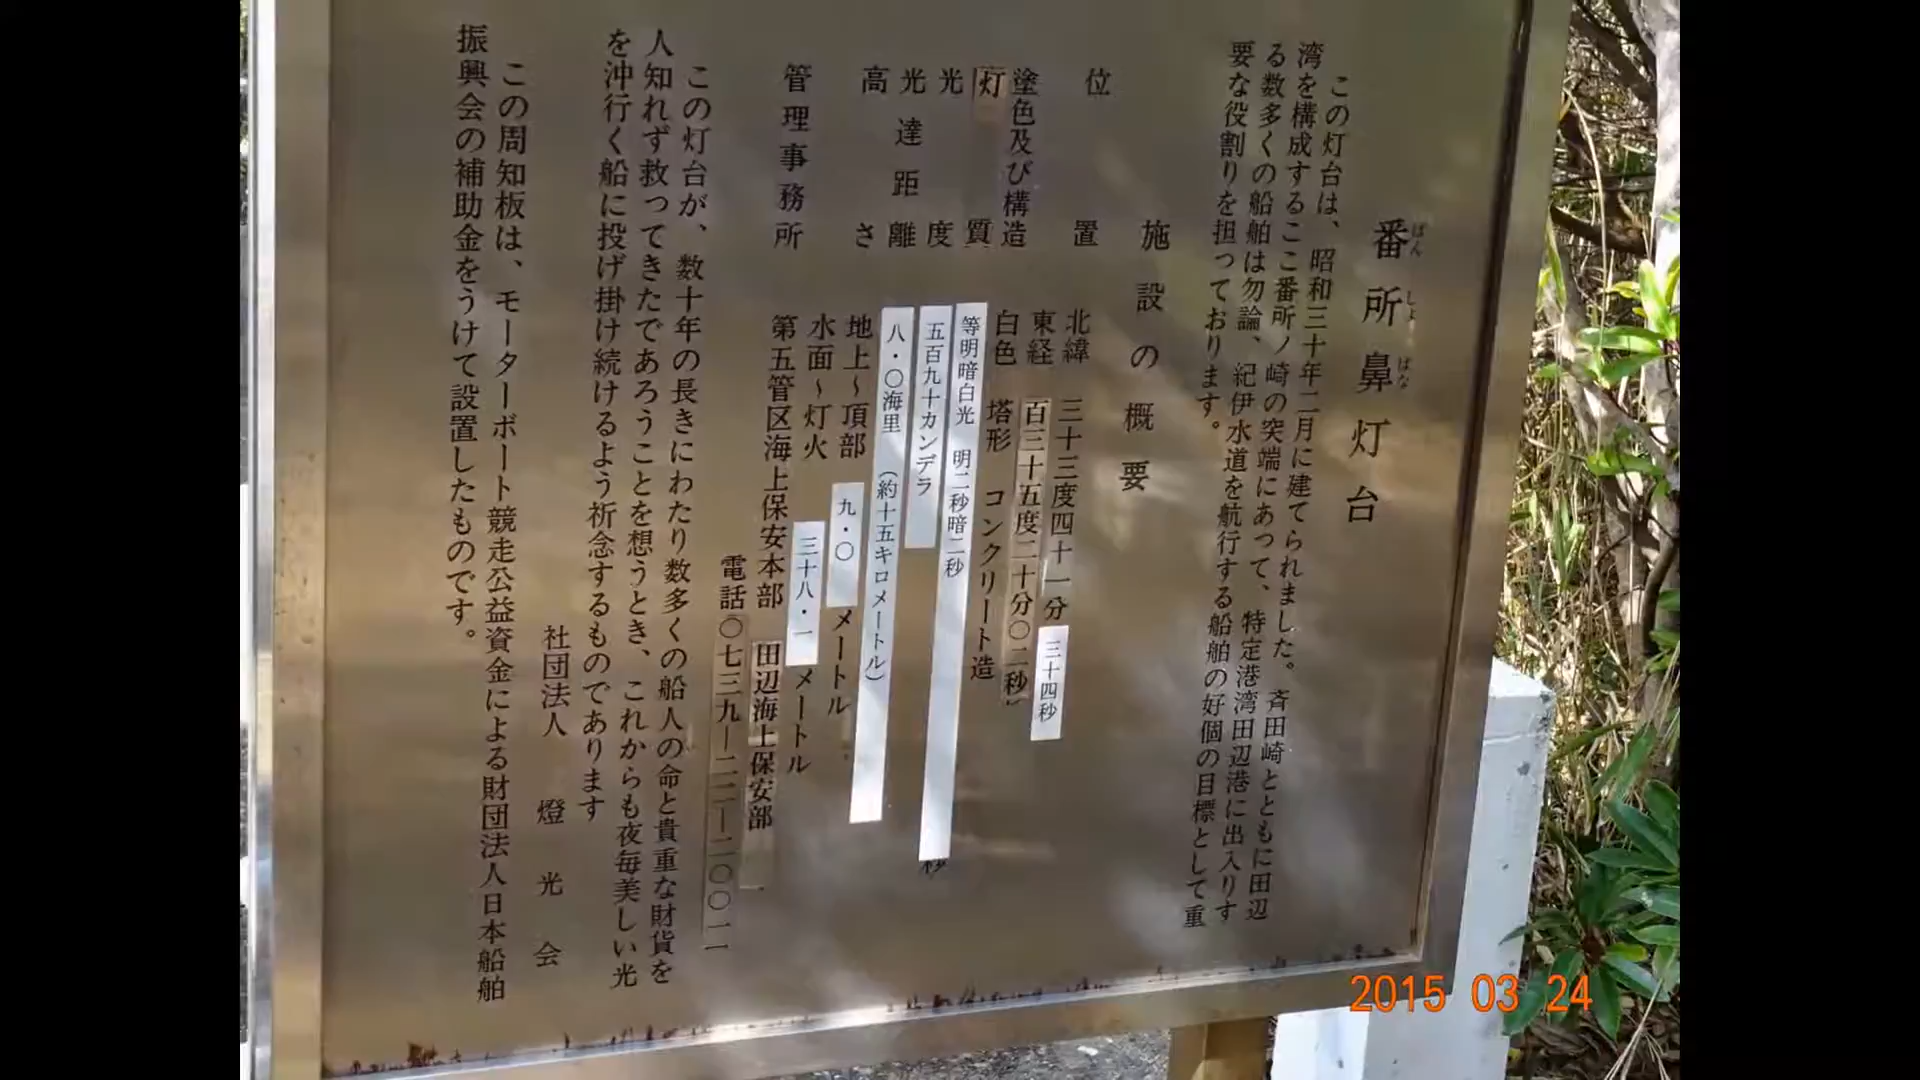 番所鼻灯台
ばんしょばな
この灯台は、昭和三十年二月に建てられました。斉田崎とともに田辺
湾を構成するここ番所ノ崎の突端にあって、特定港湾田辺港に出入りす
る数多くの船舶は勿論、紀伊水道を航行する船舶の好個の目標として重
要な役割りを担っております。
施設の概要
位置 北緯 三十三度四十一分 三十四秒
東経 百三十五度二十分〇二秒
塗色及び構造 白色 塔形 コンクリート造
灯質 等明暗白光 明二秒暗二秒
秒
光度 五百九十カンデラ
光達距離 八・〇海里 (約十五キロメートル)
高さ 地上～頂部 九・〇 メートル
水面～灯火 三十八・一 メートル
管理事務所 第五管区海上保安本部 田辺海上保安部
電話〇七三九ー二二ー二〇〇二
この灯台が、数十年の長きにわたり数多くの船人の命と貴重な財貨を
人知れず救ってきたであろうことを想うとき、これからも夜毎美しい光
を沖行く船に投げ掛け続けるよう祈念するものであります
社団法人 燈光会
この周知板は、モーターボート競走公益資金による財団法人日本船舶
振興会の補助金をうけて設置したものです。
2015 03 24